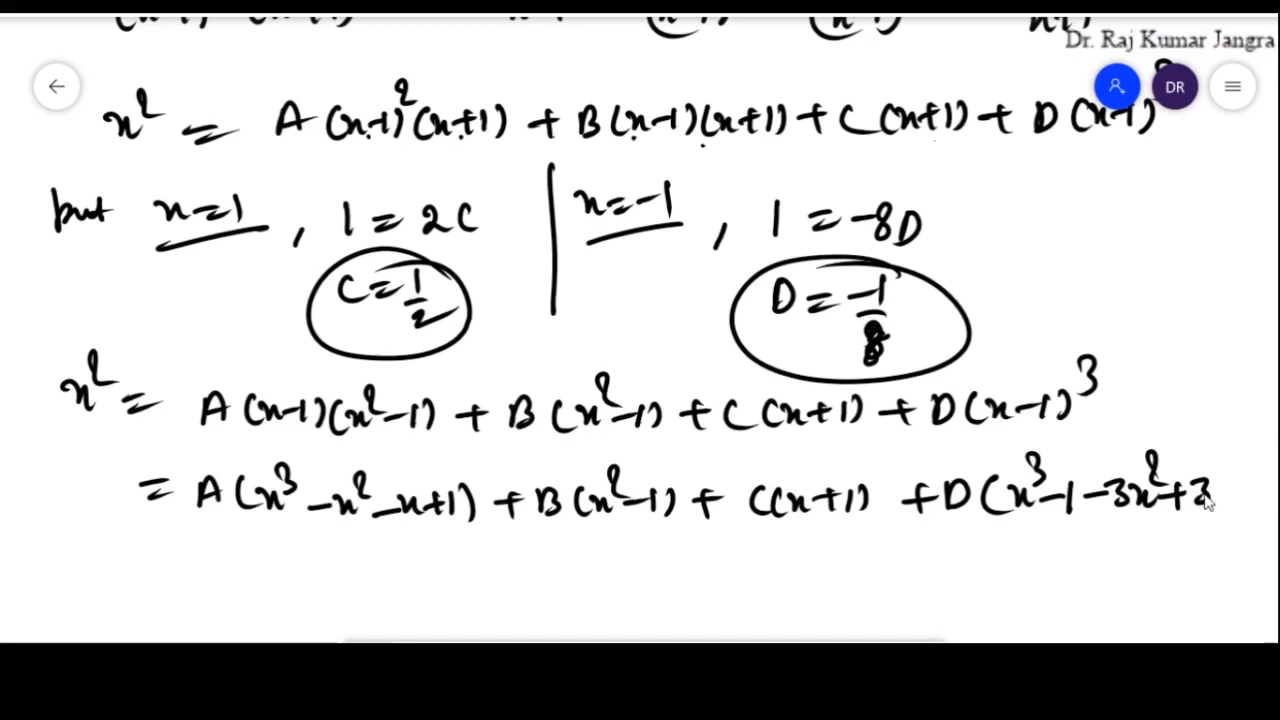 Dr. Raj Kumar Jangra
DR
x² = A(x-1)²(x+1) + B(x-1)(x+1) + C(x+1) + D(x-1)³
put x=1, 1=2C | x=-1, 1=-8D
C=1/2 D=-1/8
x² = A(x-1)(x²-1) + B(x²-1) + C(x+1) + D(x-1)³
= A(x³-x²-x+1) + B(x²-1) + C(x+1) + D(x³-1-3x²+3